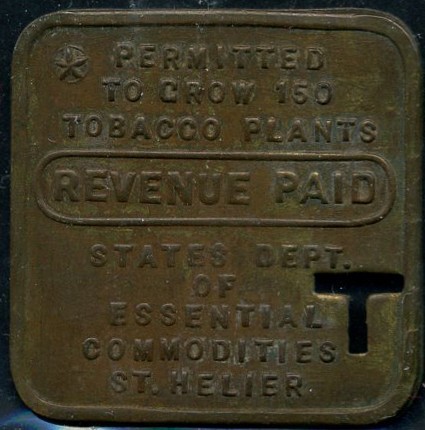 PERMITTED
TO GROW 150
TOBACCO PLANTS
REVENUE PAID
STATES DEPT.
OF
ESSENTIAL
COMMODITIES
ST. HELIER
T